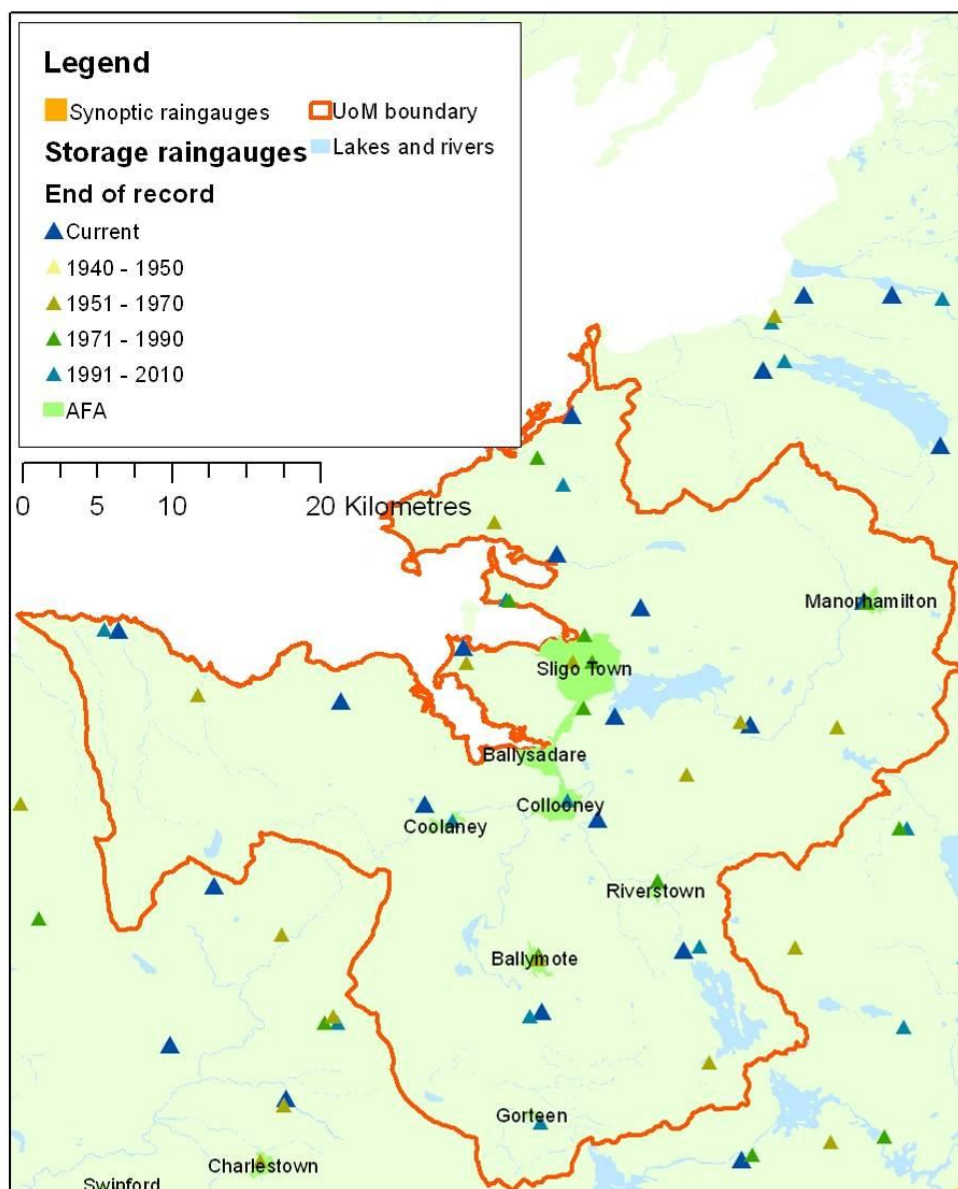 Legend
Synoptic raingauges
UoM boundary
Storage raingauges
Lakes and rivers
End of record
Current
1940 - 1950
1951 - 1970
1971 - 1990
1991 - 2010
AFA
0 5 10 20 Kilometres
Manorhamilton
Sligo Town
Ballysadare
Collooney
Coolaney
Riverstown
Ballymote
Gorteen
Charlestown
Swinford